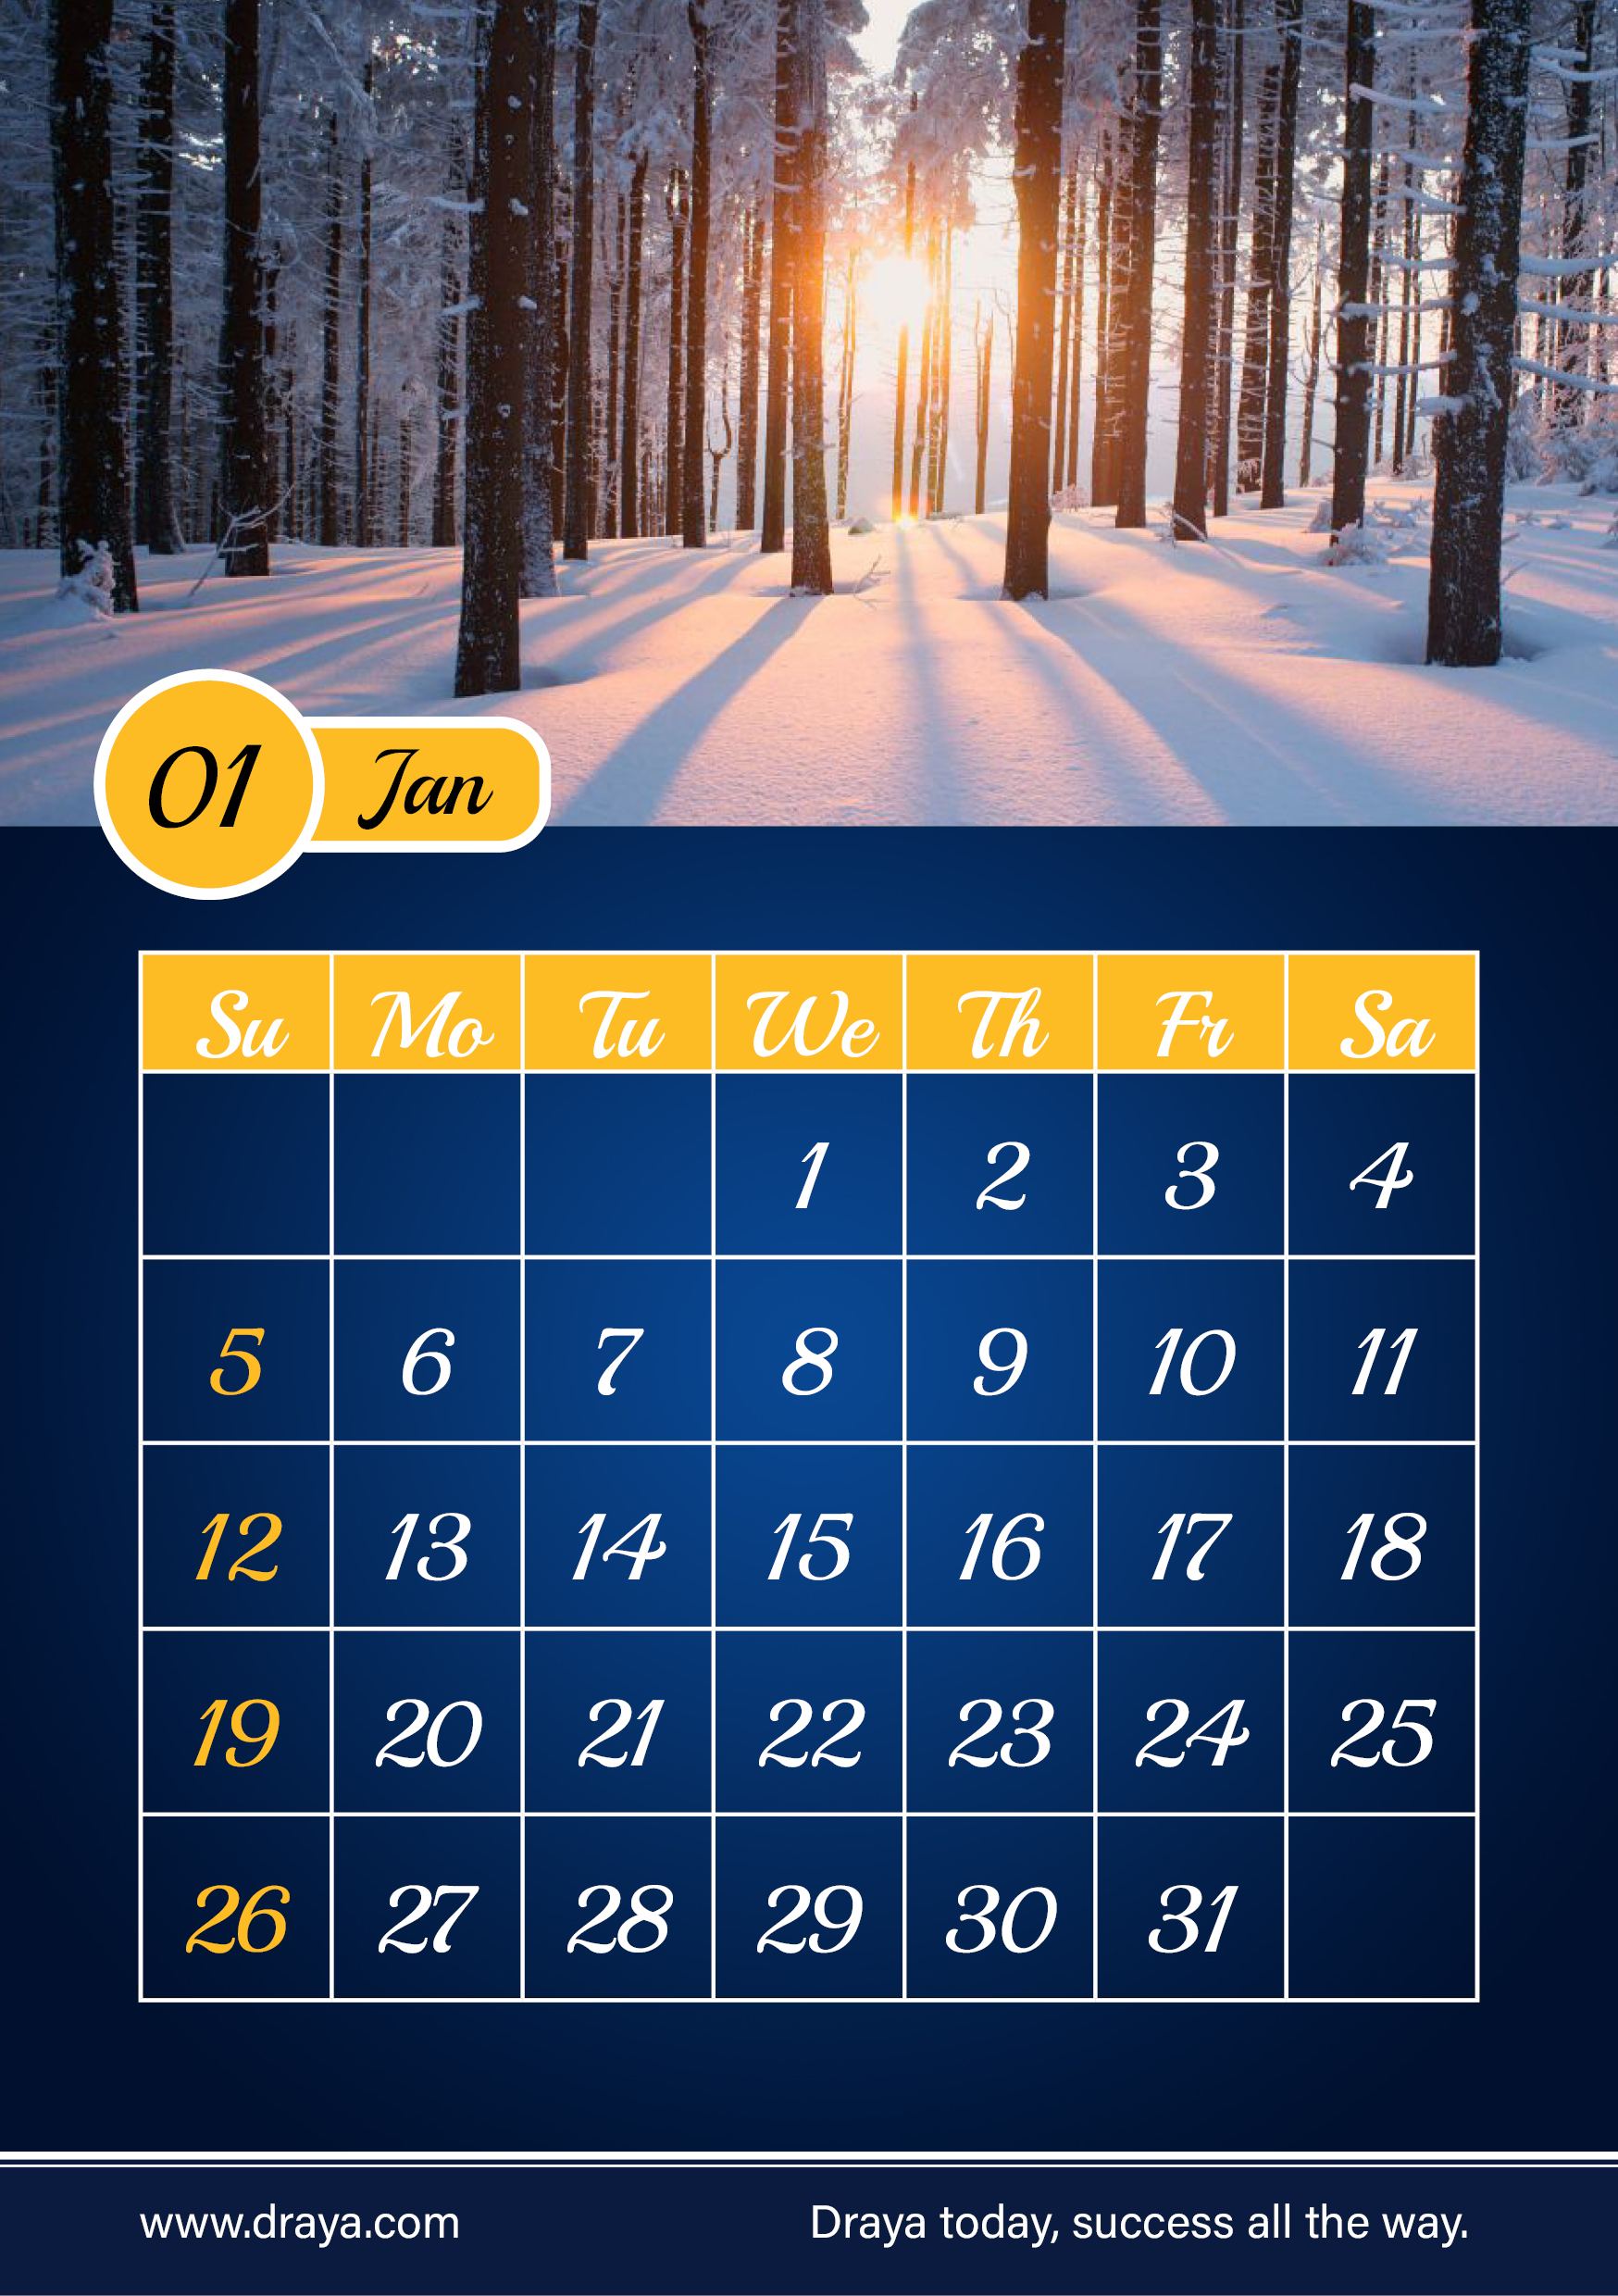 01 Jan
Su Mo Tu We Th Fr Sa
1 2 3 4
5 6 7 8 9 10 11
12 13 14 15 16 17 18
19 20 21 22 23 24 25
26 27 28 29 30 31
www.draya.com Draya today, success all the way.